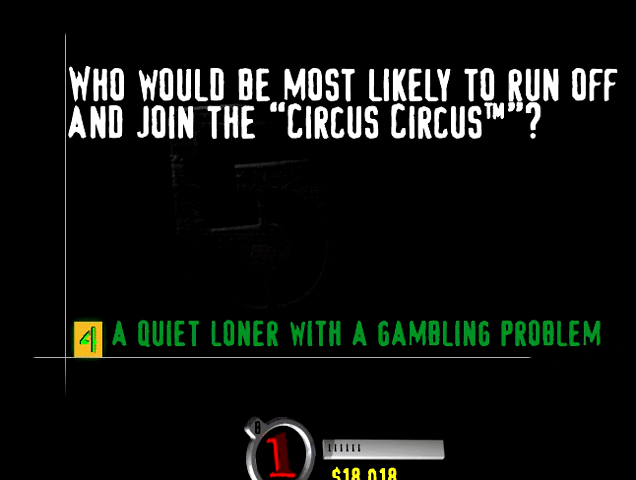 WHO WOULD BE MOST LIKELY TO RUN OFF
AND JOIN THE “CIRCUS CIRCUS™”?
4 A QUIET LONER WITH A GAMBLING PROBLEM
0
1
$18,018